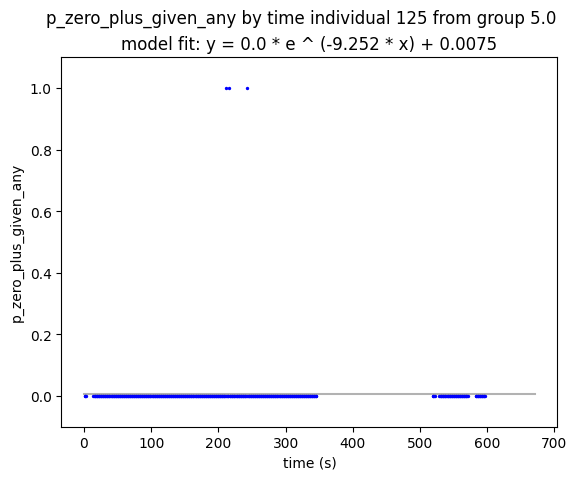 p_zero_plus_given_any by time individual 125 from group 5.0
model fit: y = 0.0 * e ^ (-9.252 * x) + 0.0075
1.0
0.8
0.6
0.4
0.2
0.0
p_zero_plus_given_any
0 100 200 300 400 500 600 700
time (s)